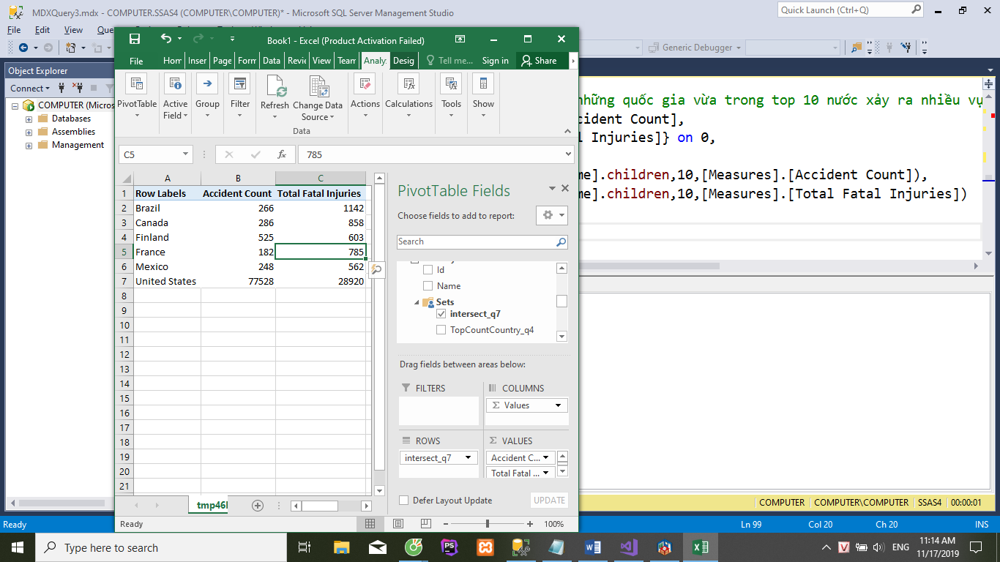 MDXQuery3.mdx - COMPUTER.SSAS4 (COMPUTER\COMPUTER)* - Microsoft SQL Server Management Studio
Quick Launch (Ctrl+Q)
File Edit View
Generic Debugger
Object Explorer
Connect
COMPUTER (Micros
Databases
Assemblies
Management
Book1 - Excel (Product Activation Failed)
File Hom Inser Page Form Data Revie View Team Analy. Desig Tell me... Sign in Share
PivotTable
Active Field
Group
Filter
Refresh
Change Data Source
Data
Actions
Calculations
Tools
Show
C5 fx 785
A B C
1 Row Labels Accident Count Total Fatal Injuries
2 Brazil 266 1142
3 Canada 286 858
4 Finland 525 603
5 France 182 785
6 Mexico 248 562
7 United States 77528 28920
8
9
10
11
12
13
14
15
16
17
18
19
20
21
PivotTable Fields
Choose fields to add to report:
Search
Id
Name
Sets
intersect_q7
TopCountCountry_q4
Drag fields between areas below:
FILTERS
COLUMNS
Σ Values
ROWS
intersect_q7
Σ VALUES
Accident C...
Total Fatal ...
Defer Layout Update
UPDATE
Ready
100%
những quốc gia vừa trong top 10 nước xảy ra nhiều vụ
cident Count],
l Injuries]} on 0,
me].children,10,[Measures].[Accident Count]),
me].children,10,[Measures].[Total Fatal Injuries])
COMPUTER COMPUTER\COMPUTER SSAS4 00:00:01
Ready
Ln 99 Col 20 Ch 20 INS
Type here to search
ENG
11:14 AM
11/17/2019